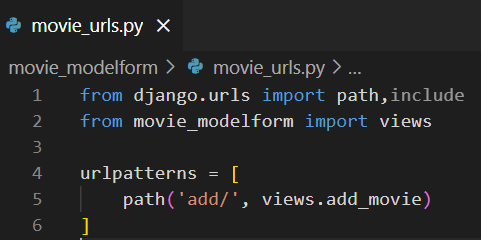 movie_urls.py ×
movie_modelform > movie_urls.py > ...
1 from django.urls import path,include
2 from movie_modelform import views
3
4 urlpatterns = [
5     path('add/', views.add_movie)
6 ]